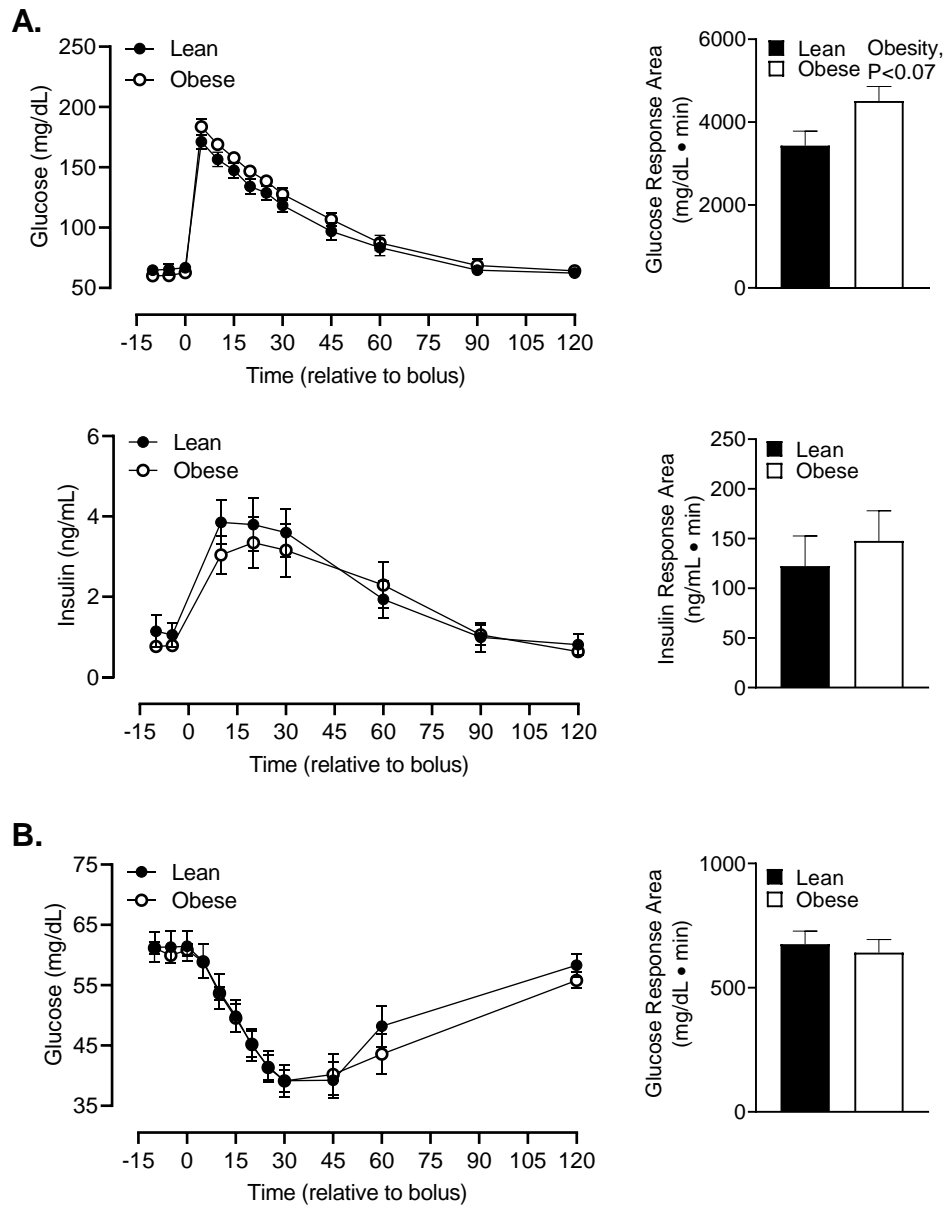 A.
Lean
Obese
Glucose (mg/dL)
250
200
150
100
50
-15 0 15 30 45 60 75 90 105 120
Time (relative to bolus)
Lean
Obese
Obesity,
P<0.07
Glucose Response Area
(mg/dL • min)
6000
4000
2000
0
Lean
Obese
Insulin (ng/mL)
6
4
2
0
-15 0 15 30 45 60 75 90 105 120
Time (relative to bolus)
Lean
Obese
Insulin Response Area
(ng/mL • min)
250
200
150
100
50
0
B.
Lean
Obese
Glucose (mg/dL)
75
65
55
45
35
-15 0 15 30 45 60 75 90 105 120
Time (relative to bolus)
Lean
Obese
Glucose Response Area
(mg/dL • min)
1000
500
0